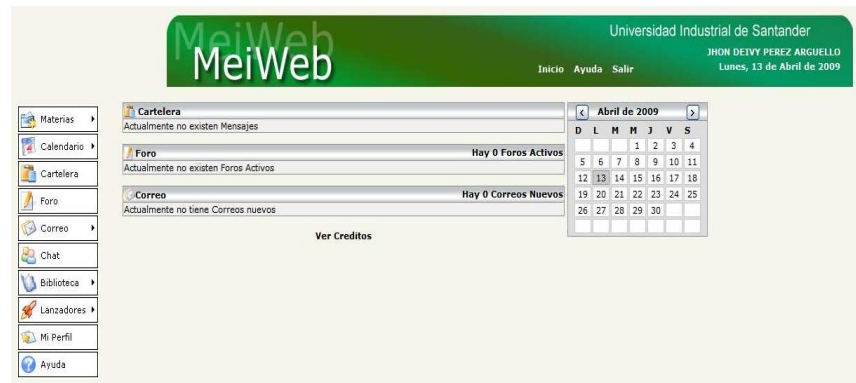 MeiWeb
MeiWeb
Universidad Industrial de Santander
JHON DEIVY PEREZ ARGUELLO
Inicio Ayuda Salir
Lunes, 13 de Abril de 2009
Materias
Calendario
Cartelera
Foro
Correo
Chat
Biblioteca
Lanzadores
Mi Perfil
Ayuda
Cartelera
Actualmente no existen Mensajes
Foro Hay 0 Foros Activos
Actualmente no existen Foros Activos
Correo Hay 0 Correos Nuevos
Actualmente no tiene Correos nuevos
Ver Creditos
< Abril de 2009 >
D L M M J V S
1 2 3 4
5 6 7 8 9 10 11
12 13 14 15 16 17 18
19 20 21 22 23 24 25
26 27 28 29 30